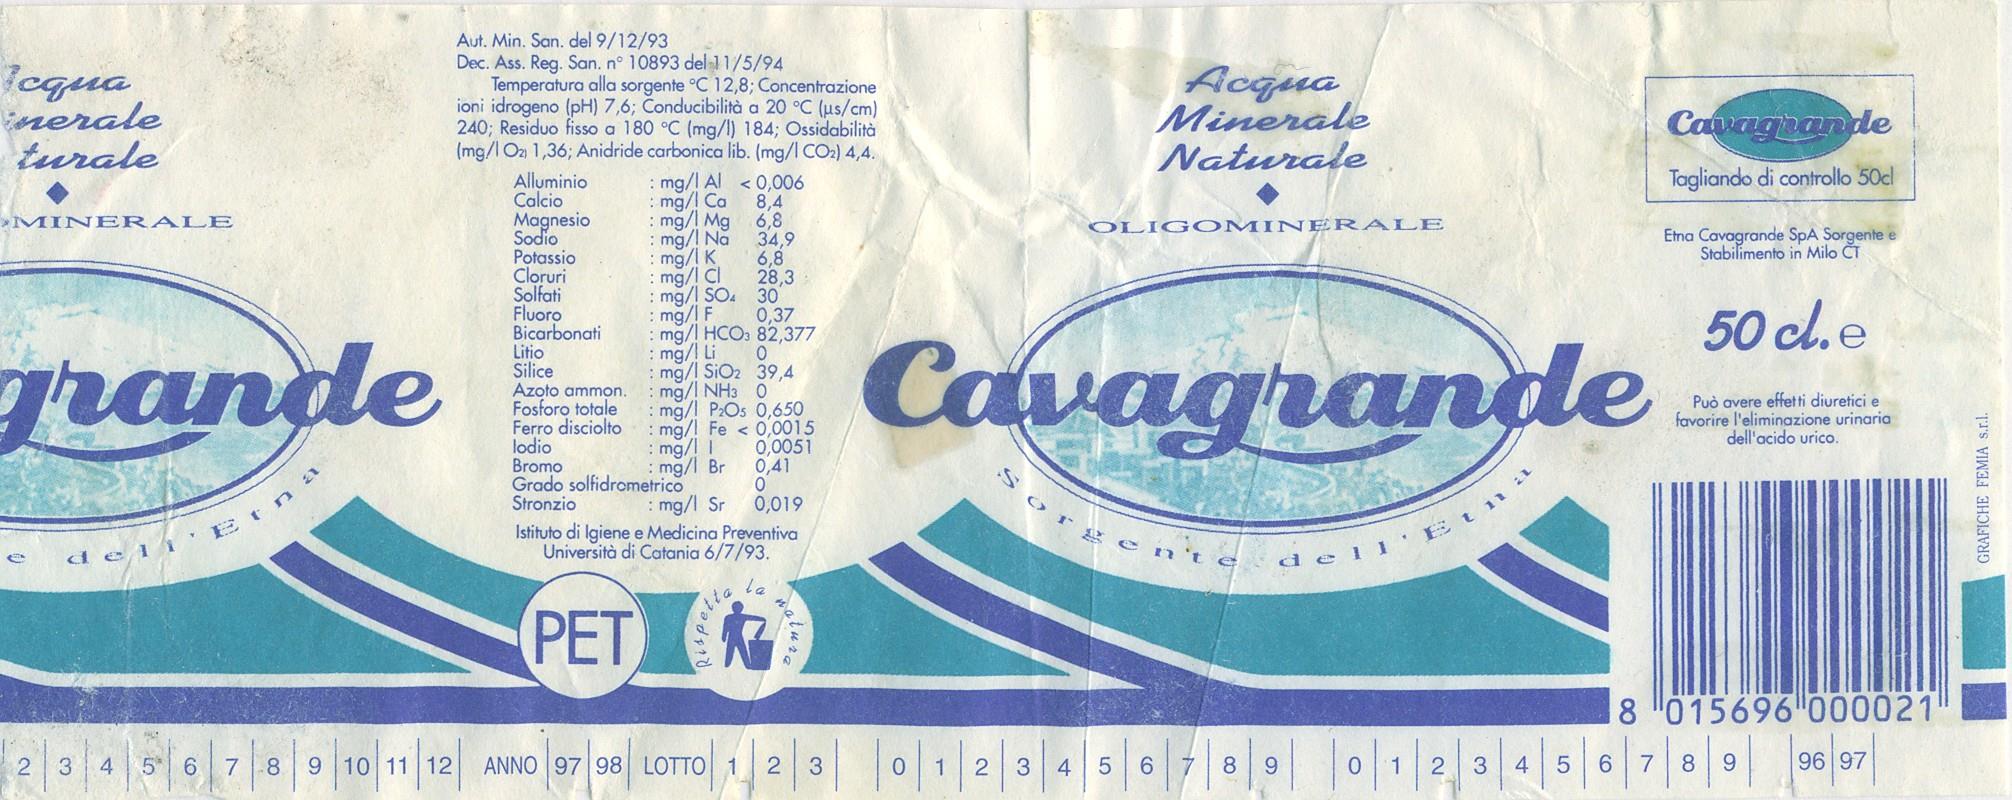 Acqua
Minerale
Naturale
OLIGOMINERALE
Cavagrande
Sorgente dell'Etna
Aut. Min. San. del 9/12/93
Dec. Ass. Reg. San. n° 10893 del 11/5/94
Temperatura alla sorgente °C 12,8; Concentrazione
ioni idrogeno (pH) 7,6; Conducibilità a 20 °C (µs/cm)
240; Residuo fisso a 180 °C (mg/l) 184; Ossidabilità
(mg/l O2) 1,36; Anidride carbonica lib. (mg/l CO2) 4,4.
Alluminio : mg/l Al < 0,006
Calcio : mg/l Ca 8,4
Magnesio : mg/l Mg 6,8
Sodio : mg/l Na 34,9
Potassio : mg/l K 6,8
Cloruri : mg/l Cl 28,3
Solfati : mg/l SO4 30
Fluoro : mg/l F 0,37
Bicarbonati : mg/l HCO3 82,377
Litio : mg/l Li 0
Silice : mg/l SiO2 39,4
Azoto ammon. : mg/l NH3 0
Fosforo totale : mg/l P2O5 0,650
Ferro disciolto : mg/l Fe < 0,0015
Iodio : mg/l I 0,0051
Bromo : mg/l Br 0,41
Grado solfidrometrico 0
Stronzio : mg/l Sr 0,019
Istituto di Igiene e Medicina Preventiva
Università di Catania 6/7/93.
PET
Rispetta la natura
cqua
nerale
turale
MINERALE
grande
e dell'Etna
Cavagrande
Tagliando di controllo 50cl
Etna Cavagrande SpA Sorgente e
Stabilimento in Milo CT
50 cl. e
Può avere effetti diuretici e
favorire l'eliminazione urinaria
dell'acido urico.
GRAFICHE FEMIA s.r.l.
8 015696 000021
2 3 4 5 6 7 8 9 10 11 12 ANNO 97 98 LOTTO 1 2 3 0 1 2 3 4 5 6 7 8 9 0 1 2 3 4 5 6 7 8 9 96 97